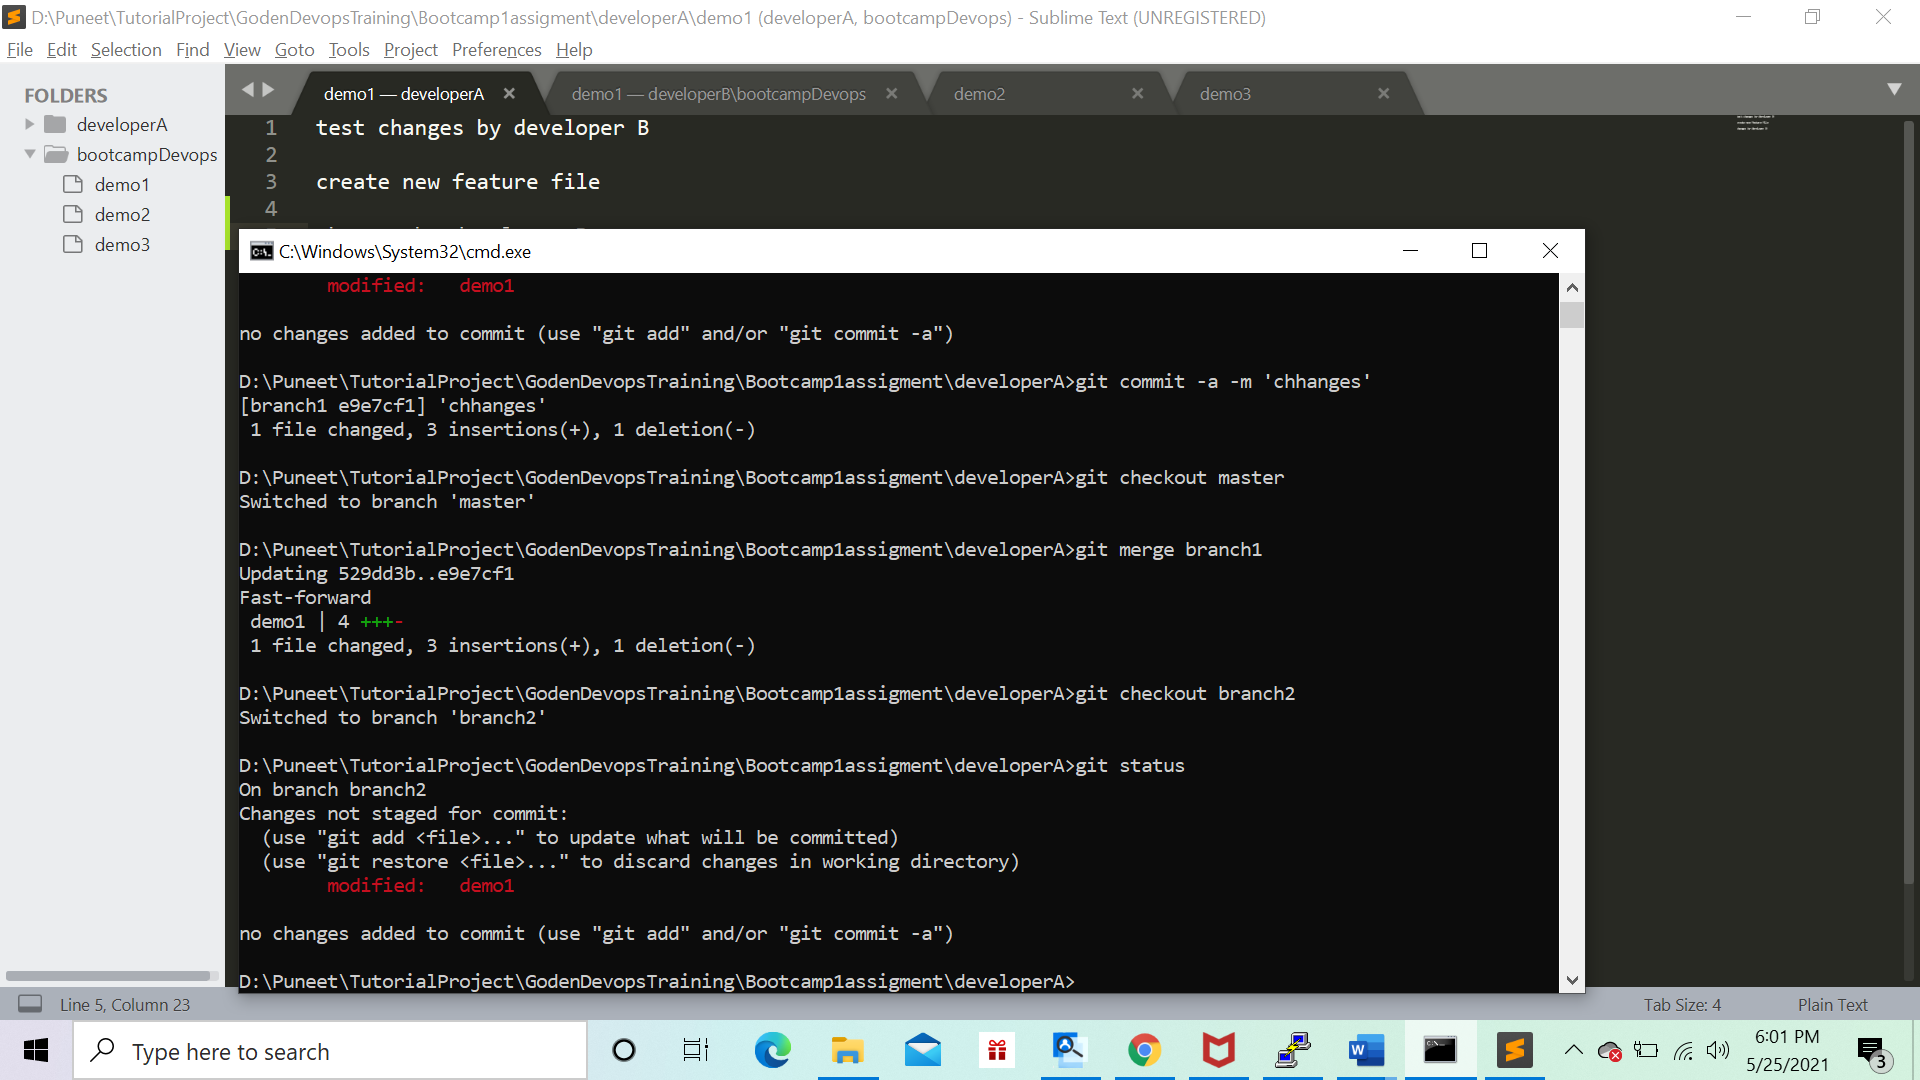 D:\Puneet\TutorialProject\GodenDevopsTraining\Bootcamp1assigment\developerA\demo1 (developerA, bootcampDevops) - Sublime Text (UNREGISTERED)
File Edit Selection Find View Goto Tools Project Preferences Help
FOLDERS
developerA
bootcampDevops
demo1
demo2
demo3
demo1 — developerA
demo1 — developerB\bootcampDevops
demo2
demo3
1 test changes by developer B
2
3 create new feature file
4
C:\Windows\System32\cmd.exe
modified: demo1
no changes added to commit (use "git add" and/or "git commit -a")
D:\Puneet\TutorialProject\GodenDevopsTraining\Bootcamp1assigment\developerA>git commit -a -m 'chhanges'
[branch1 e9e7cf1] 'chhanges'
1 file changed, 3 insertions(+), 1 deletion(-)
D:\Puneet\TutorialProject\GodenDevopsTraining\Bootcamp1assigment\developerA>git checkout master
Switched to branch 'master'
D:\Puneet\TutorialProject\GodenDevopsTraining\Bootcamp1assigment\developerA>git merge branch1
Updating 529dd3b..e9e7cf1
Fast-forward
demo1 | 4 +++-
1 file changed, 3 insertions(+), 1 deletion(-)
D:\Puneet\TutorialProject\GodenDevopsTraining\Bootcamp1assigment\developerA>git checkout branch2
Switched to branch 'branch2'
D:\Puneet\TutorialProject\GodenDevopsTraining\Bootcamp1assigment\developerA>git status
On branch branch2
Changes not staged for commit:
(use "git add <file>..." to update what will be committed)
(use "git restore <file>..." to discard changes in working directory)
modified: demo1
no changes added to commit (use "git add" and/or "git commit -a")
D:\Puneet\TutorialProject\GodenDevopsTraining\Bootcamp1assigment\developerA>
Line 5, Column 23
Tab Size: 4
Plain Text
Type here to search
6:01 PM
5/25/2021
3